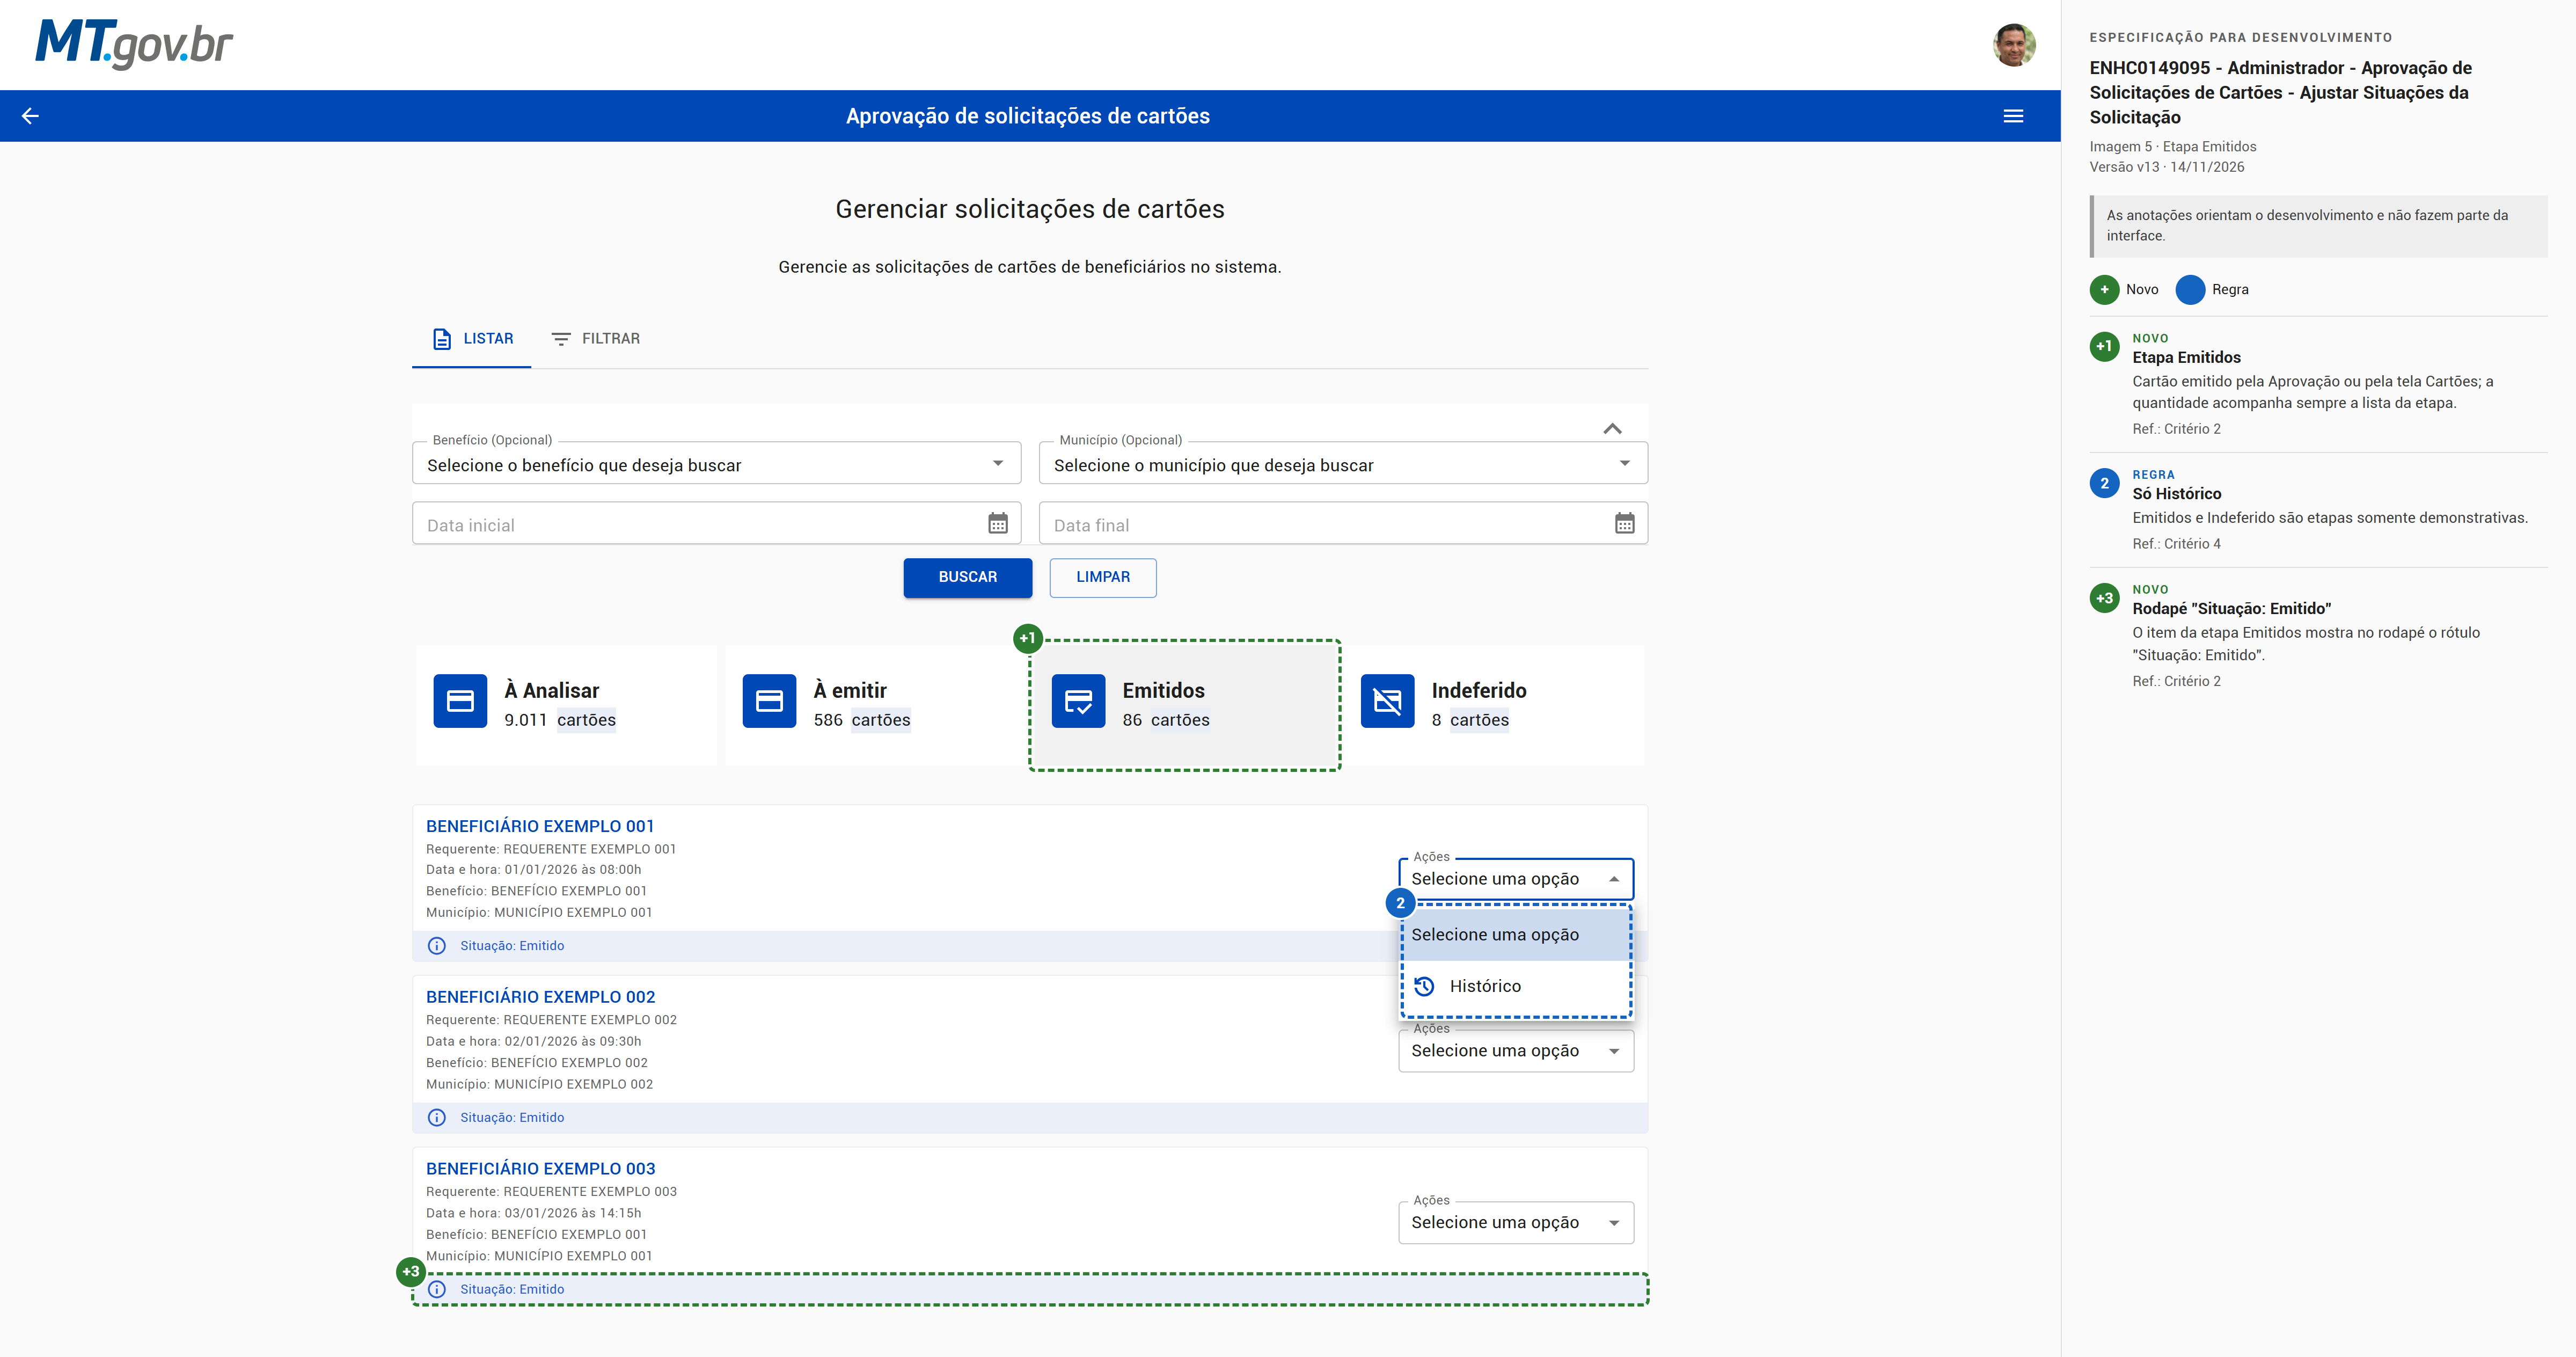 MT.gov.br
Aprovação de solicitações de cartões
Gerenciar solicitações de cartões
Gerencie as solicitações de cartões de beneficiários no sistema.
LISTAR
FILTRAR
Benefício (Opcional)
Selecione o benefício que deseja buscar
Município (Opcional)
Selecione o município que deseja buscar
Data inicial
Data final
BUSCAR
LIMPAR
+1
À Analisar
9.011 cartões
À emitir
586 cartões
Emitidos
86 cartões
Indeferido
8 cartões
BENEFICIÁRIO EXEMPLO 001
Requerente: REQUERENTE EXEMPLO 001
Data e hora: 01/01/2026 às 08:00h
Benefício: BENEFÍCIO EXEMPLO 001
Município: MUNICÍPIO EXEMPLO 001
Situação: Emitido
Ações
Selecione uma opção
2
Selecione uma opção
Histórico
BENEFICIÁRIO EXEMPLO 002
Requerente: REQUERENTE EXEMPLO 002
Data e hora: 02/01/2026 às 09:30h
Benefício: BENEFÍCIO EXEMPLO 002
Município: MUNICÍPIO EXEMPLO 002
Situação: Emitido
Ações
Selecione uma opção
BENEFICIÁRIO EXEMPLO 003
Requerente: REQUERENTE EXEMPLO 003
Data e hora: 03/01/2026 às 14:15h
Benefício: BENEFÍCIO EXEMPLO 001
Município: MUNICÍPIO EXEMPLO 001
Ações
Selecione uma opção
+3
Situação: Emitido
ESPECIFICAÇÃO PARA DESENVOLVIMENTO
ENHC0149095 - Administrador - Aprovação de
Solicitações de Cartões - Ajustar Situações da
Solicitação
Imagem 5 · Etapa Emitidos
Versão v13 · 14/11/2026
As anotações orientam o desenvolvimento e não fazem parte da
interface.
+ Novo
Regra
+1
NOVO
Etapa Emitidos
Cartão emitido pela Aprovação ou pela tela Cartões; a
quantidade acompanha sempre a lista da etapa.
Ref.: Critério 2
2
REGRA
Só Histórico
Emitidos e Indeferido são etapas somente demonstrativas.
Ref.: Critério 4
+3
NOVO
Rodapé "Situação: Emitido"
O item da etapa Emitidos mostra no rodapé o rótulo
"Situação: Emitido".
Ref.: Critério 2